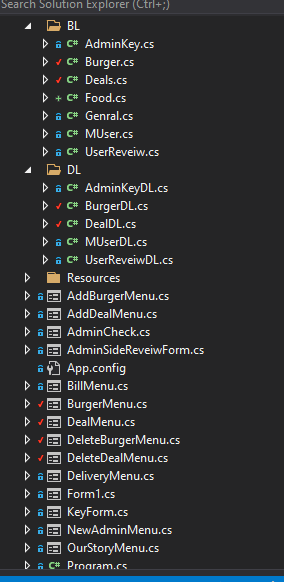 Search Solution Explorer (Ctrl+;)
BL
C# AdminKey.cs
C# Burger.cs
C# Deals.cs
C# Food.cs
C# Genral.cs
C# MUser.cs
C# UserReveiw.cs
DL
C# AdminKeyDL.cs
C# BurgerDL.cs
C# DealDL.cs
C# MUserDL.cs
C# UserReveiwDL.cs
Resources
AddBurgerMenu.cs
AddDealMenu.cs
AdminCheck.cs
AdminSideReveiwForm.cs
App.config
BillMenu.cs
BurgerMenu.cs
DealMenu.cs
DeleteBurgerMenu.cs
DeleteDealMenu.cs
DeliveryMenu.cs
Form1.cs
KeyForm.cs
NewAdminMenu.cs
OurStoryMenu.cs
C# Program.cs